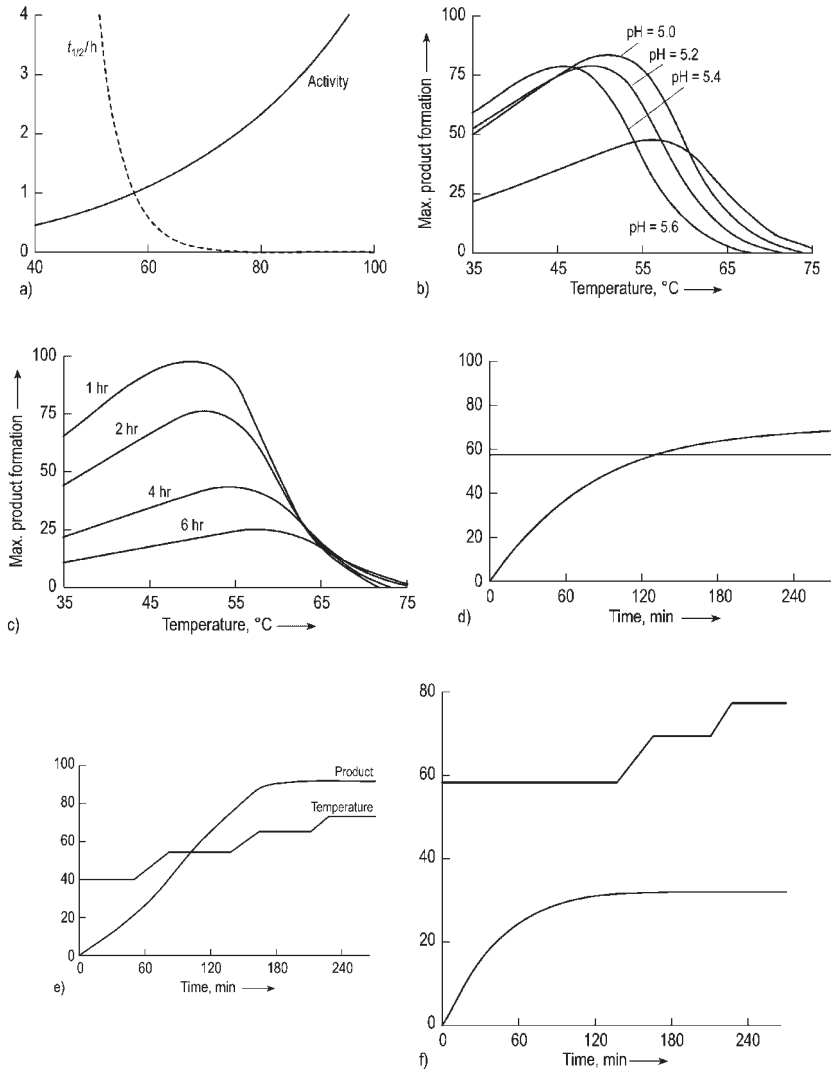 4
3
2
1
0
t1/2/h
Activity
40 60 80 100
a)
Max. product formation
100
75
50
25
0
pH = 5.0
pH = 5.2
pH = 5.4
pH = 5.6
35 45 55 65 75
b) Temperature, °C
Max. product formation
100
75
50
25
0
1 hr
2 hr
4 hr
6 hr
35 45 55 65 75
c) Temperature, °C
100
80
60
40
20
0
0 60 120 180 240
d) Time, min
100
80
60
40
20
0
Product
Temperature
0 60 120 180 240
e) Time, min
80
60
40
20
0
0 60 120 180 240
f) Time, min